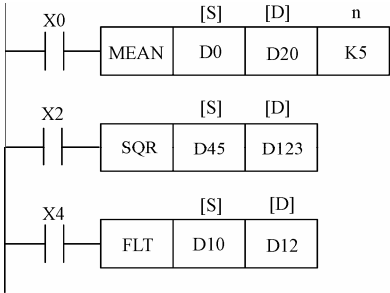 [S] [D] n
X0
MEAN D0 D20 K5
[S] [D]
X2
SQR D45 D123
[S] [D]
X4
FLT D10 D12